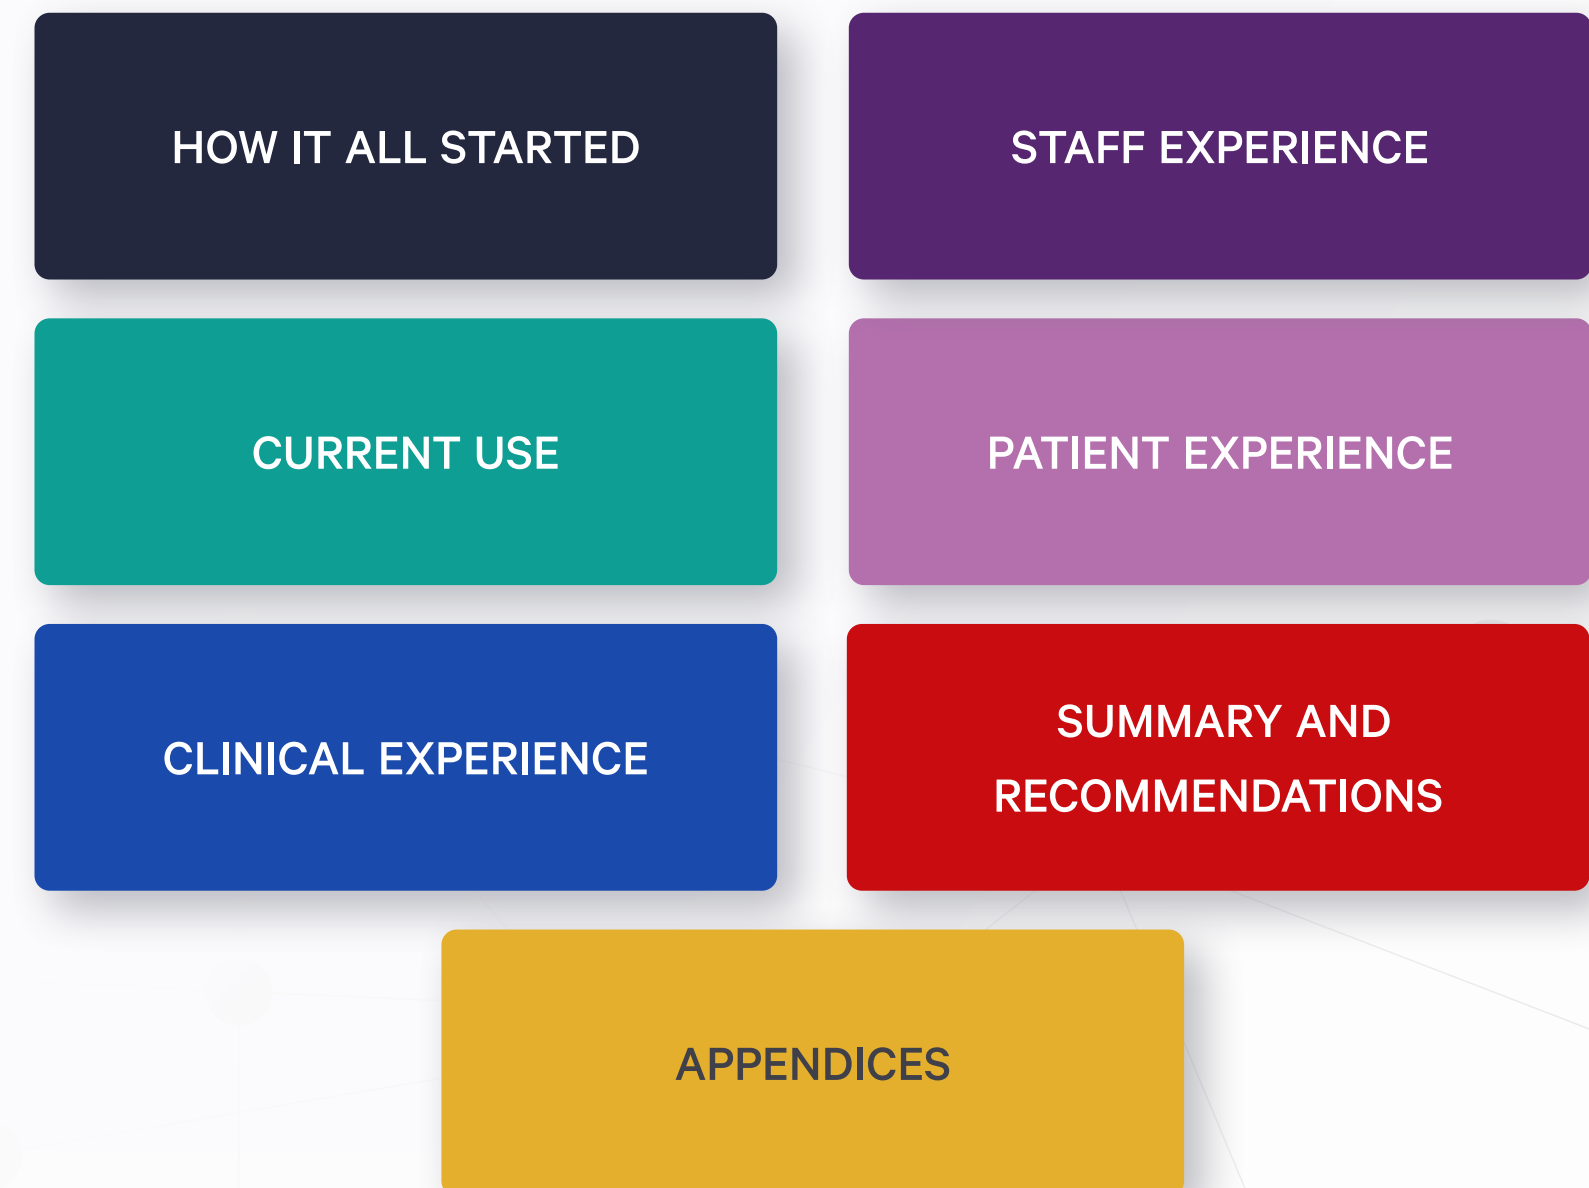 HOW IT ALL STARTED
STAFF EXPERIENCE
CURRENT USE
PATIENT EXPERIENCE
CLINICAL EXPERIENCE
SUMMARY AND
RECOMMENDATIONS
APPENDICES